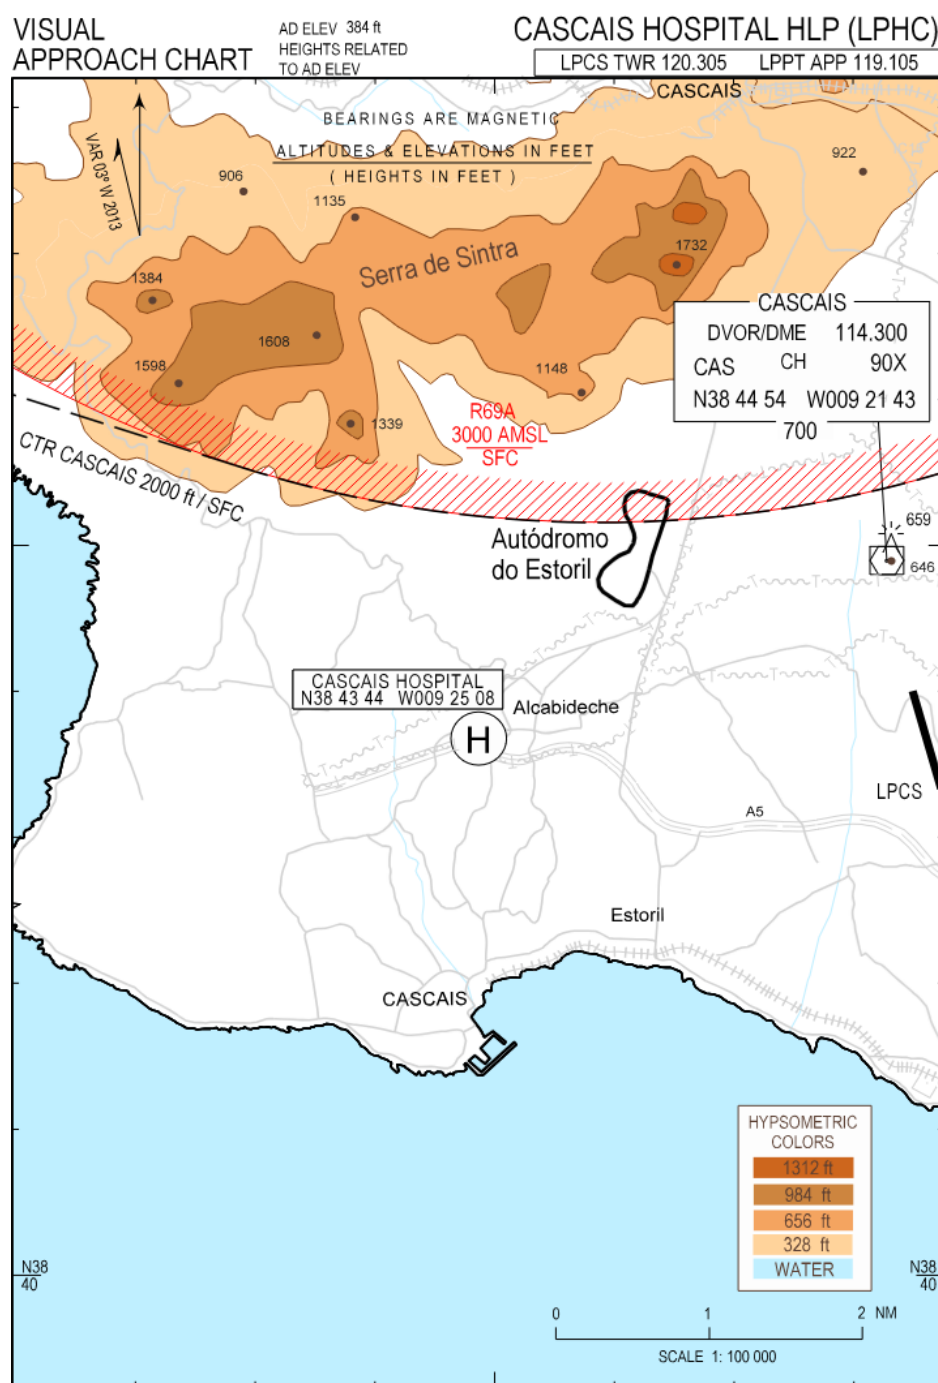 VISUAL
APPROACH CHART
AD ELEV 384 ft
HEIGHTS RELATED
TO AD ELEV
CASCAIS HOSPITAL HLP (LPHC)
LPCS TWR 120.305 LPPT APP 119.105
CASCAIS
BEARINGS ARE MAGNETIC
ALTITUDES & ELEVATIONS IN FEET
( HEIGHTS IN FEET )
VAR 03° W 2013
906
1135
922
Serra de Sintra
1732
1384
1608
1598
1148
1339
CASCAIS
DVOR/DME 114.300
CAS CH 90X
N38 44 54 W009 21 43
700
R69A
3000 AMSL
SFC
CTR CASCAIS 2000 ft / SFC
659
646
Autódromo
do Estoril
CASCAIS HOSPITAL
N38 43 44 W009 25 08
Alcabideche
H
LPCS
A5
Estoril
CASCAIS
HYPSOMETRIC
COLORS
1312 ft
984 ft
656 ft
328 ft
WATER
N38
40
N38
40
0 1 2 NM
SCALE 1: 100 000